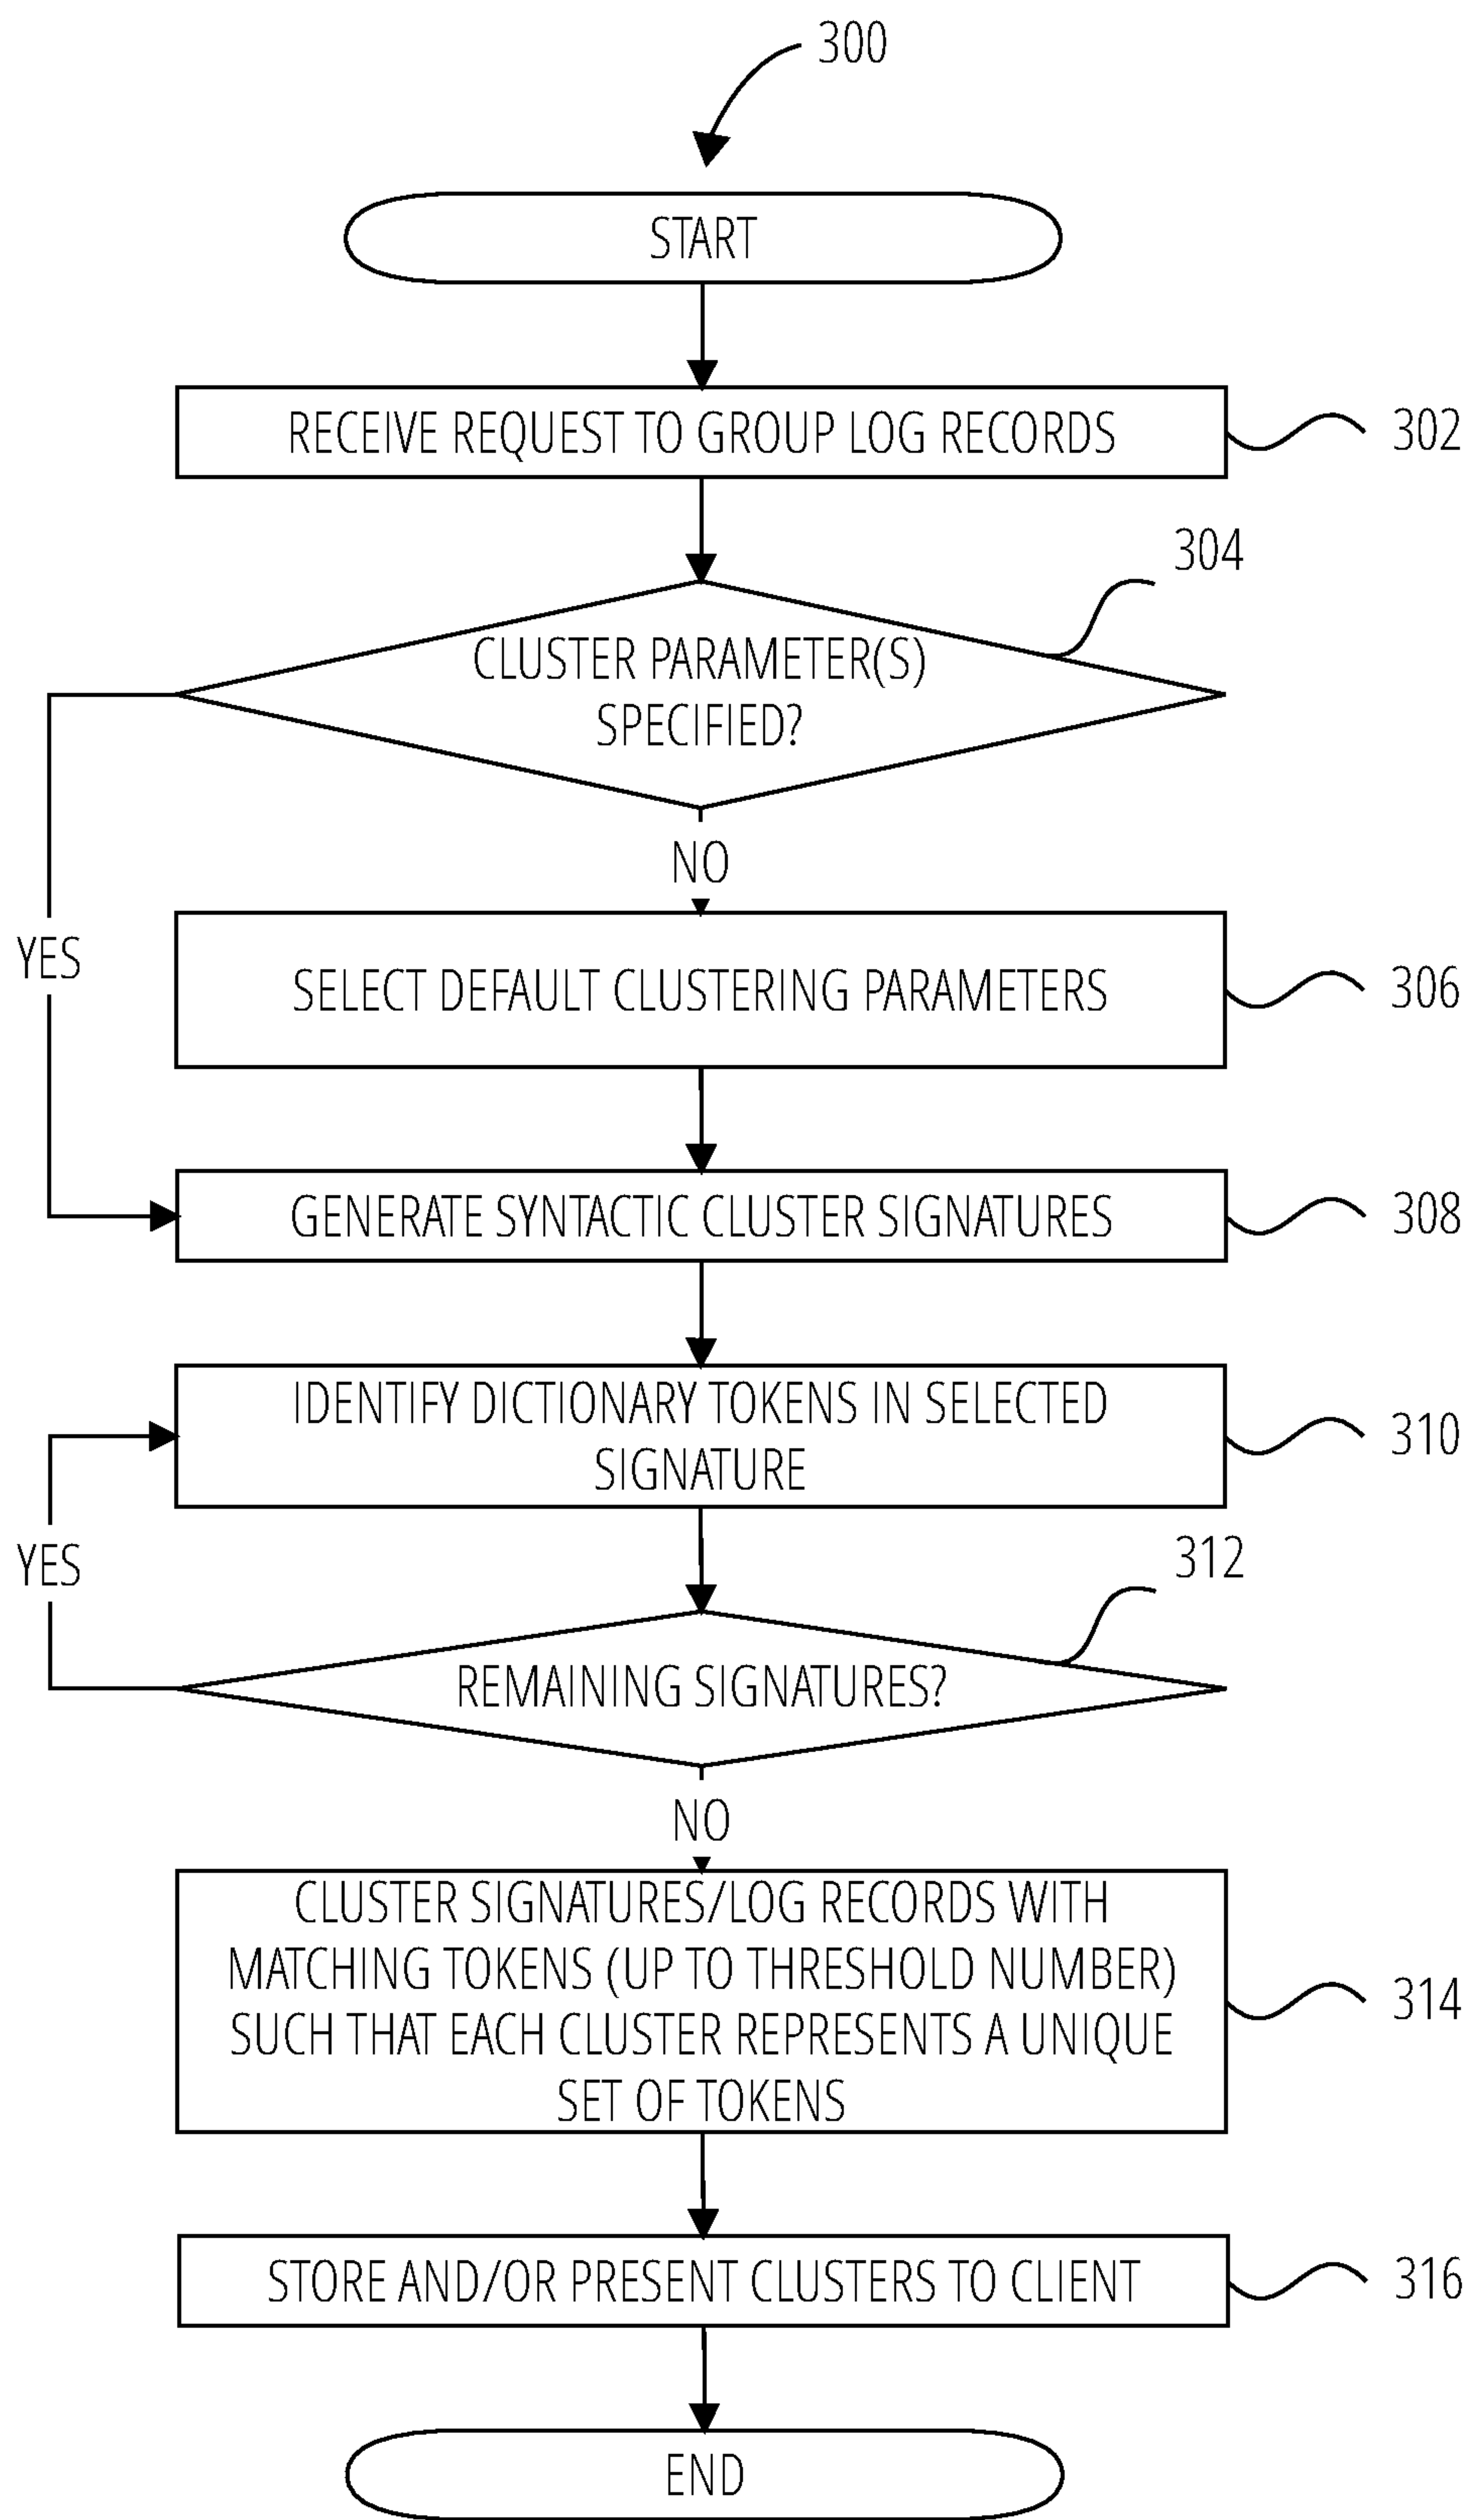 300
START
RECEIVE REQUEST TO GROUP LOG RECORDS
302
304
CLUSTER PARAMETER(S)
SPECIFIED?
NO
YES
SELECT DEFAULT CLUSTERING PARAMETERS
306
GENERATE SYNTACTIC CLUSTER SIGNATURES
308
IDENTIFY DICTIONARY TOKENS IN SELECTED
SIGNATURE
310
YES
312
REMAINING SIGNATURES?
NO
CLUSTER SIGNATURES/LOG RECORDS WITH
MATCHING TOKENS (UP TO THRESHOLD NUMBER)
SUCH THAT EACH CLUSTER REPRESENTS A UNIQUE
SET OF TOKENS
314
STORE AND/OR PRESENT CLUSTERS TO CLIENT
316
END